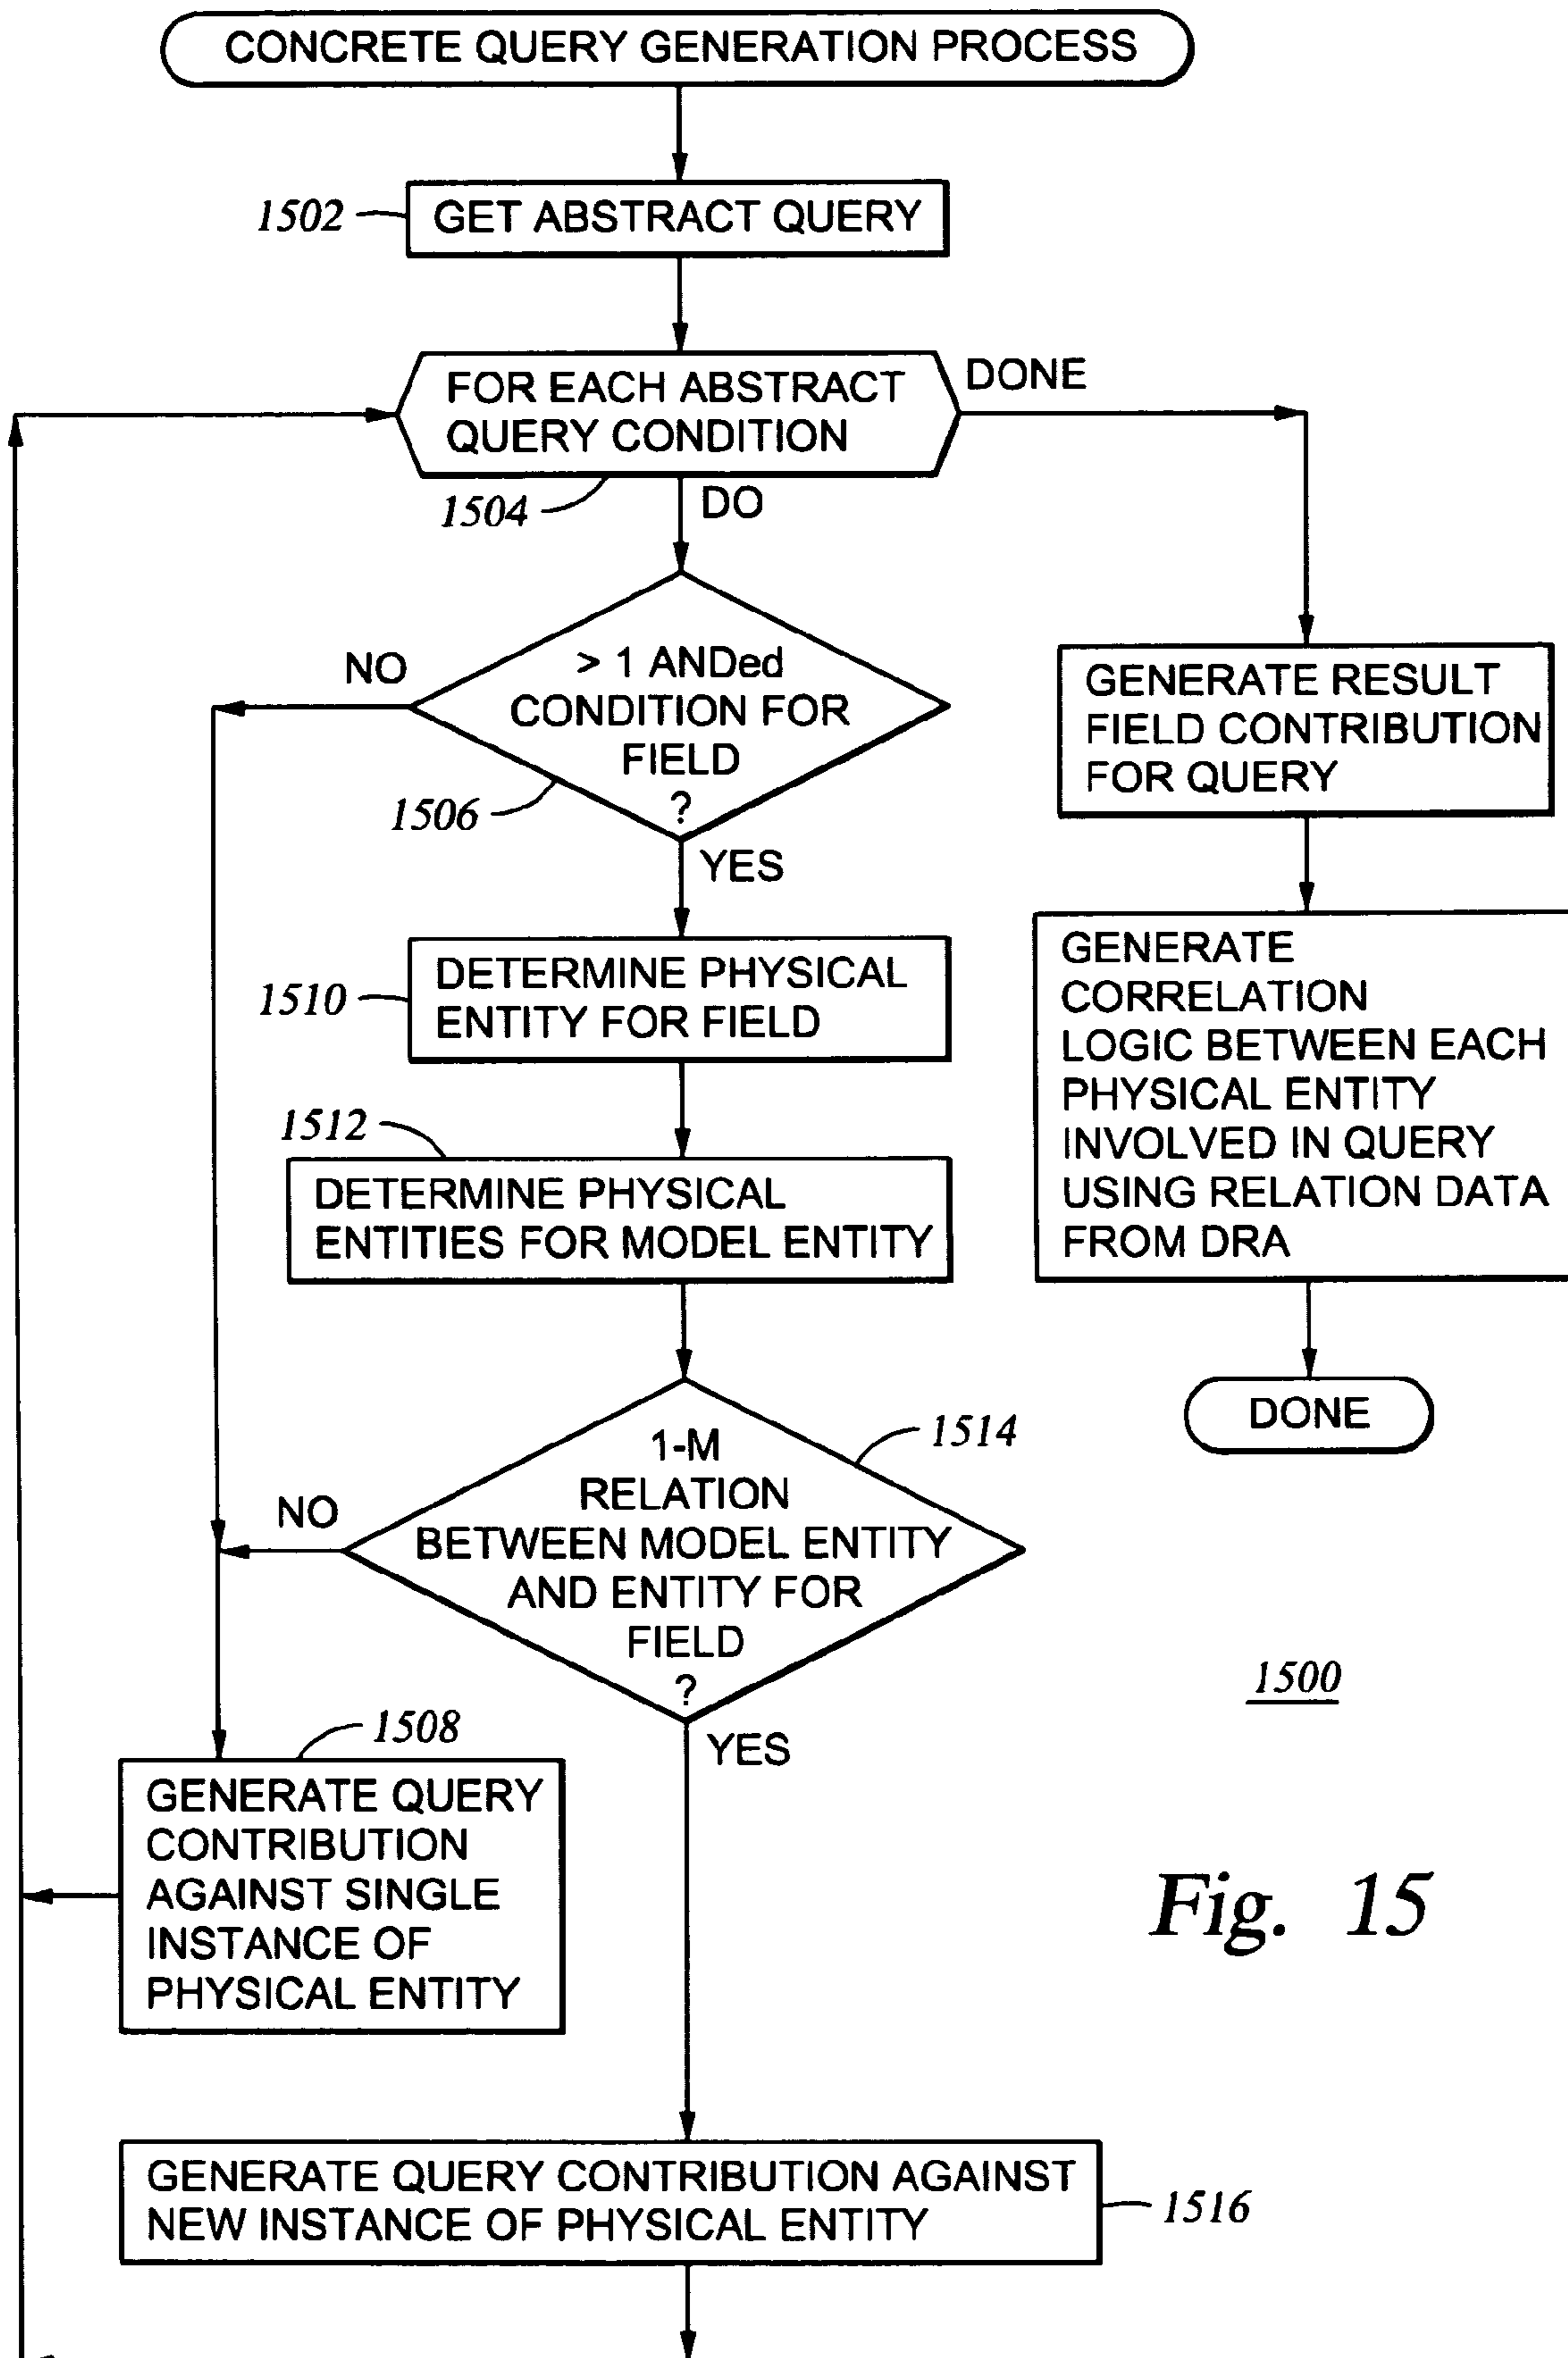 CONCRETE QUERY GENERATION PROCESS
1502
GET ABSTRACT QUERY
FOR EACH ABSTRACT
QUERY CONDITION
DONE
1504
DO
NO
> 1 ANDed
CONDITION FOR
FIELD
?
1506
YES
GENERATE RESULT
FIELD CONTRIBUTION
FOR QUERY
1510
DETERMINE PHYSICAL
ENTITY FOR FIELD
GENERATE
CORRELATION
LOGIC BETWEEN EACH
PHYSICAL ENTITY
INVOLVED IN QUERY
USING RELATION DATA
FROM DRA
1512
DETERMINE PHYSICAL
ENTITIES FOR MODEL ENTITY
DONE
1514
1-M
RELATION
BETWEEN MODEL ENTITY
AND ENTITY FOR
FIELD
?
NO
YES
1500
1508
GENERATE QUERY
CONTRIBUTION
AGAINST SINGLE
INSTANCE OF
PHYSICAL ENTITY
Fig. 15
GENERATE QUERY CONTRIBUTION AGAINST
NEW INSTANCE OF PHYSICAL ENTITY
1516